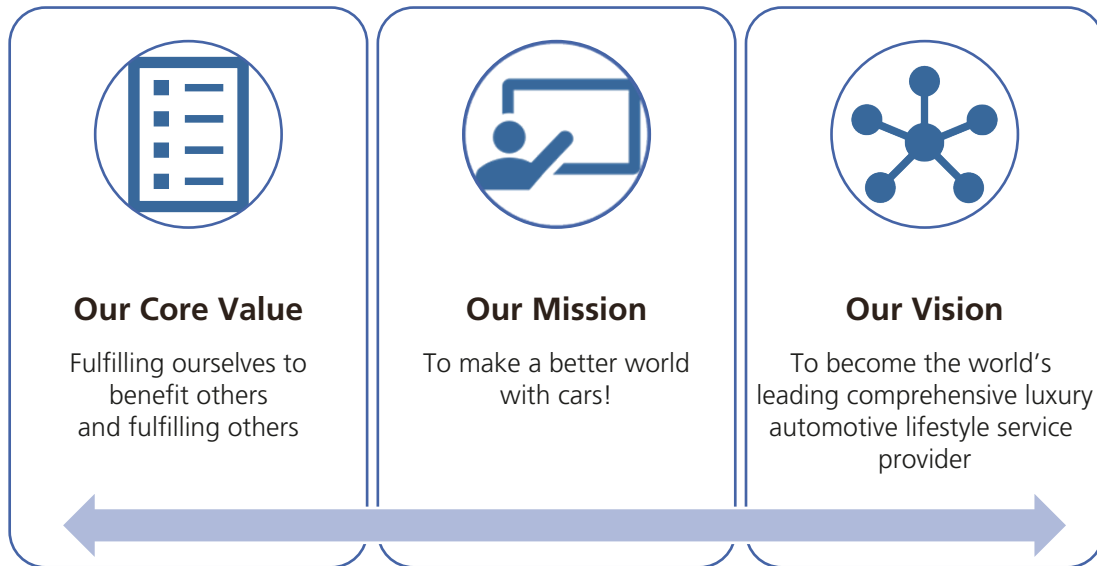 Our Core Value
Fulfilling ourselves to
benefit others
and fulfilling others
Our Mission
To make a better world
with cars!
Our Vision
To become the world’s
leading comprehensive luxury
automotive lifestyle service
provider